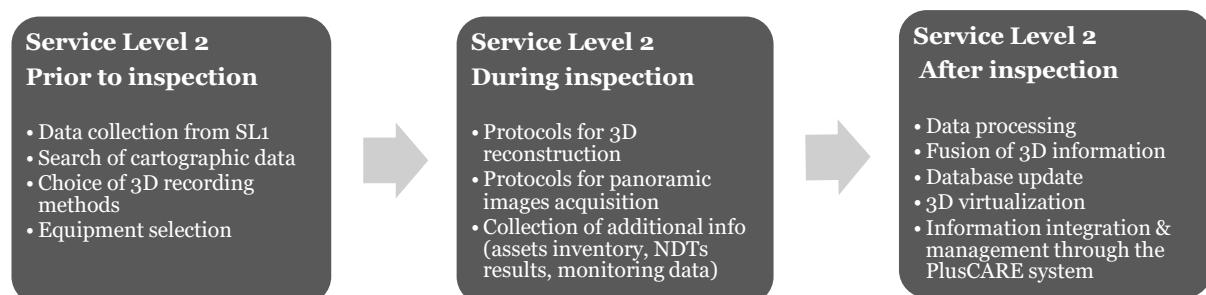 Service Level 2
Prior to inspection
• Data collection from SL1
• Search of cartographic data
• Choice of 3D recording
methods
• Equipment selection
Service Level 2
During inspection
• Protocols for 3D
reconstruction
• Protocols for panoramic
images acquisition
• Collection of additional info
(assets inventory, NDTs
results, monitoring data)
Service Level 2
After inspection
• Data processing
• Fusion of 3D information
• Database update
• 3D virtualization
• Information integration &
management through the
PlusCARE system